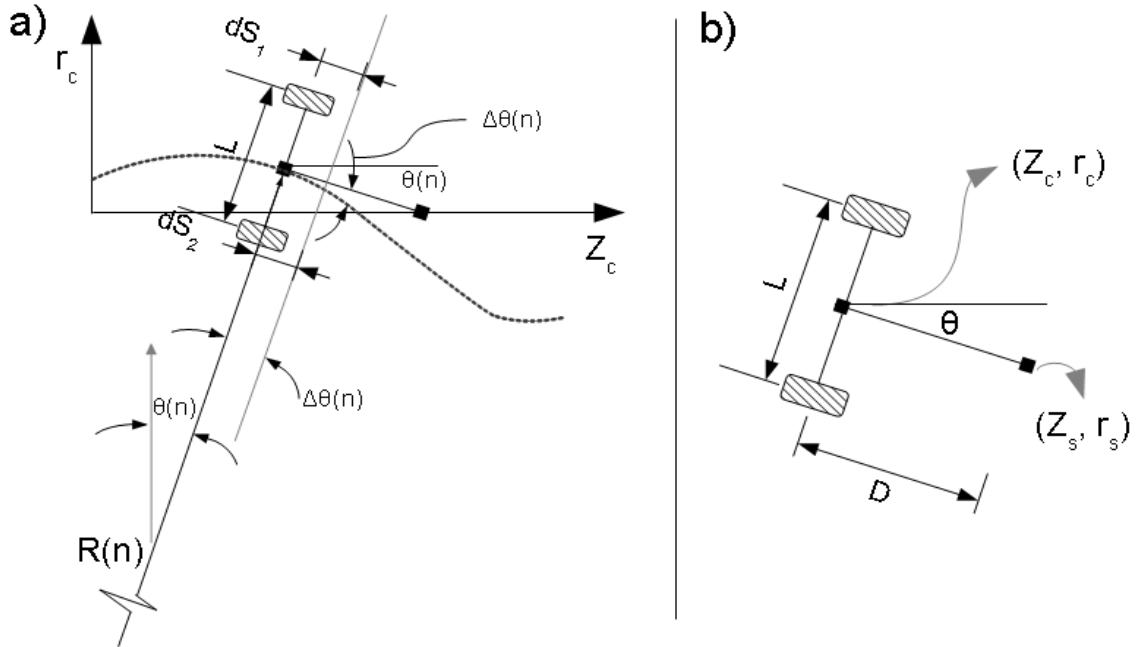 a)
r_c
dS_1
L
Δθ(n)
θ(n)
dS_2
Z_c
θ(n)
Δθ(n)
R(n)
b)
(Z_c, r_c)
L
θ
(Z_s, r_s)
D